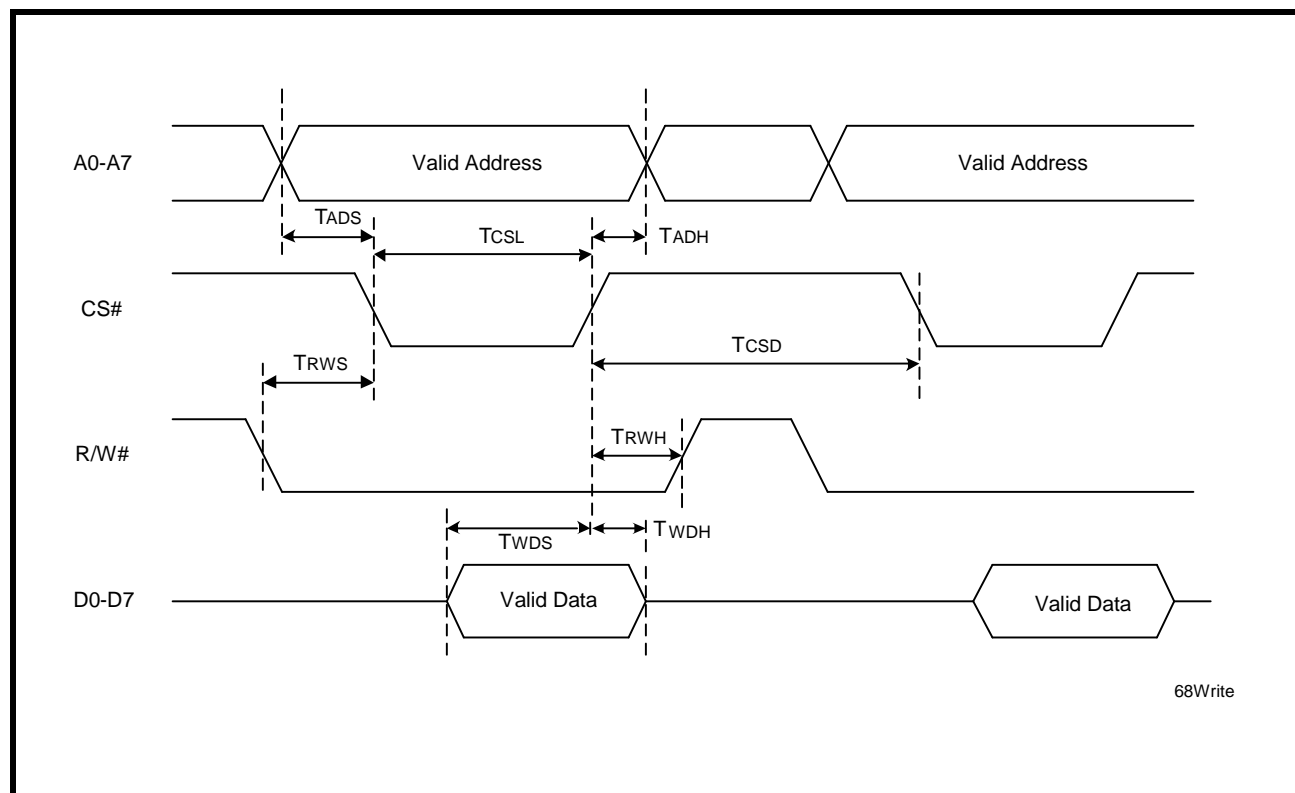 A0-A7
Valid Address
Valid Address
TADS
TCSL
TADH
CS#
TCSD
TRWS
R/W#
TRWH
TWDS
TWDH
D0-D7
Valid Data
Valid Data
68Write